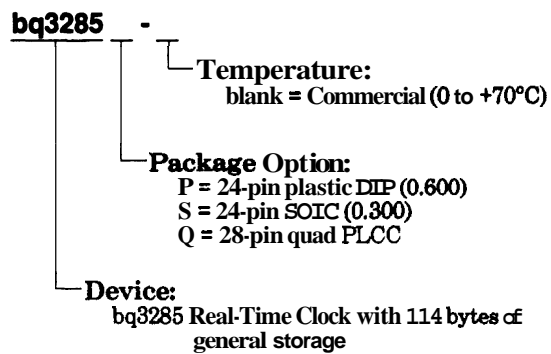 bq3285 _ - _
Temperature:
blank = Commercial (0 to +70°C)
Package Option:
P = 24-pin plastic DIP (0.600)
S = 24-pin SOIC (0.300)
Q = 28-pin quad PLCC
Device:
bq3285 Real-Time Clock with 114 bytes of
general storage